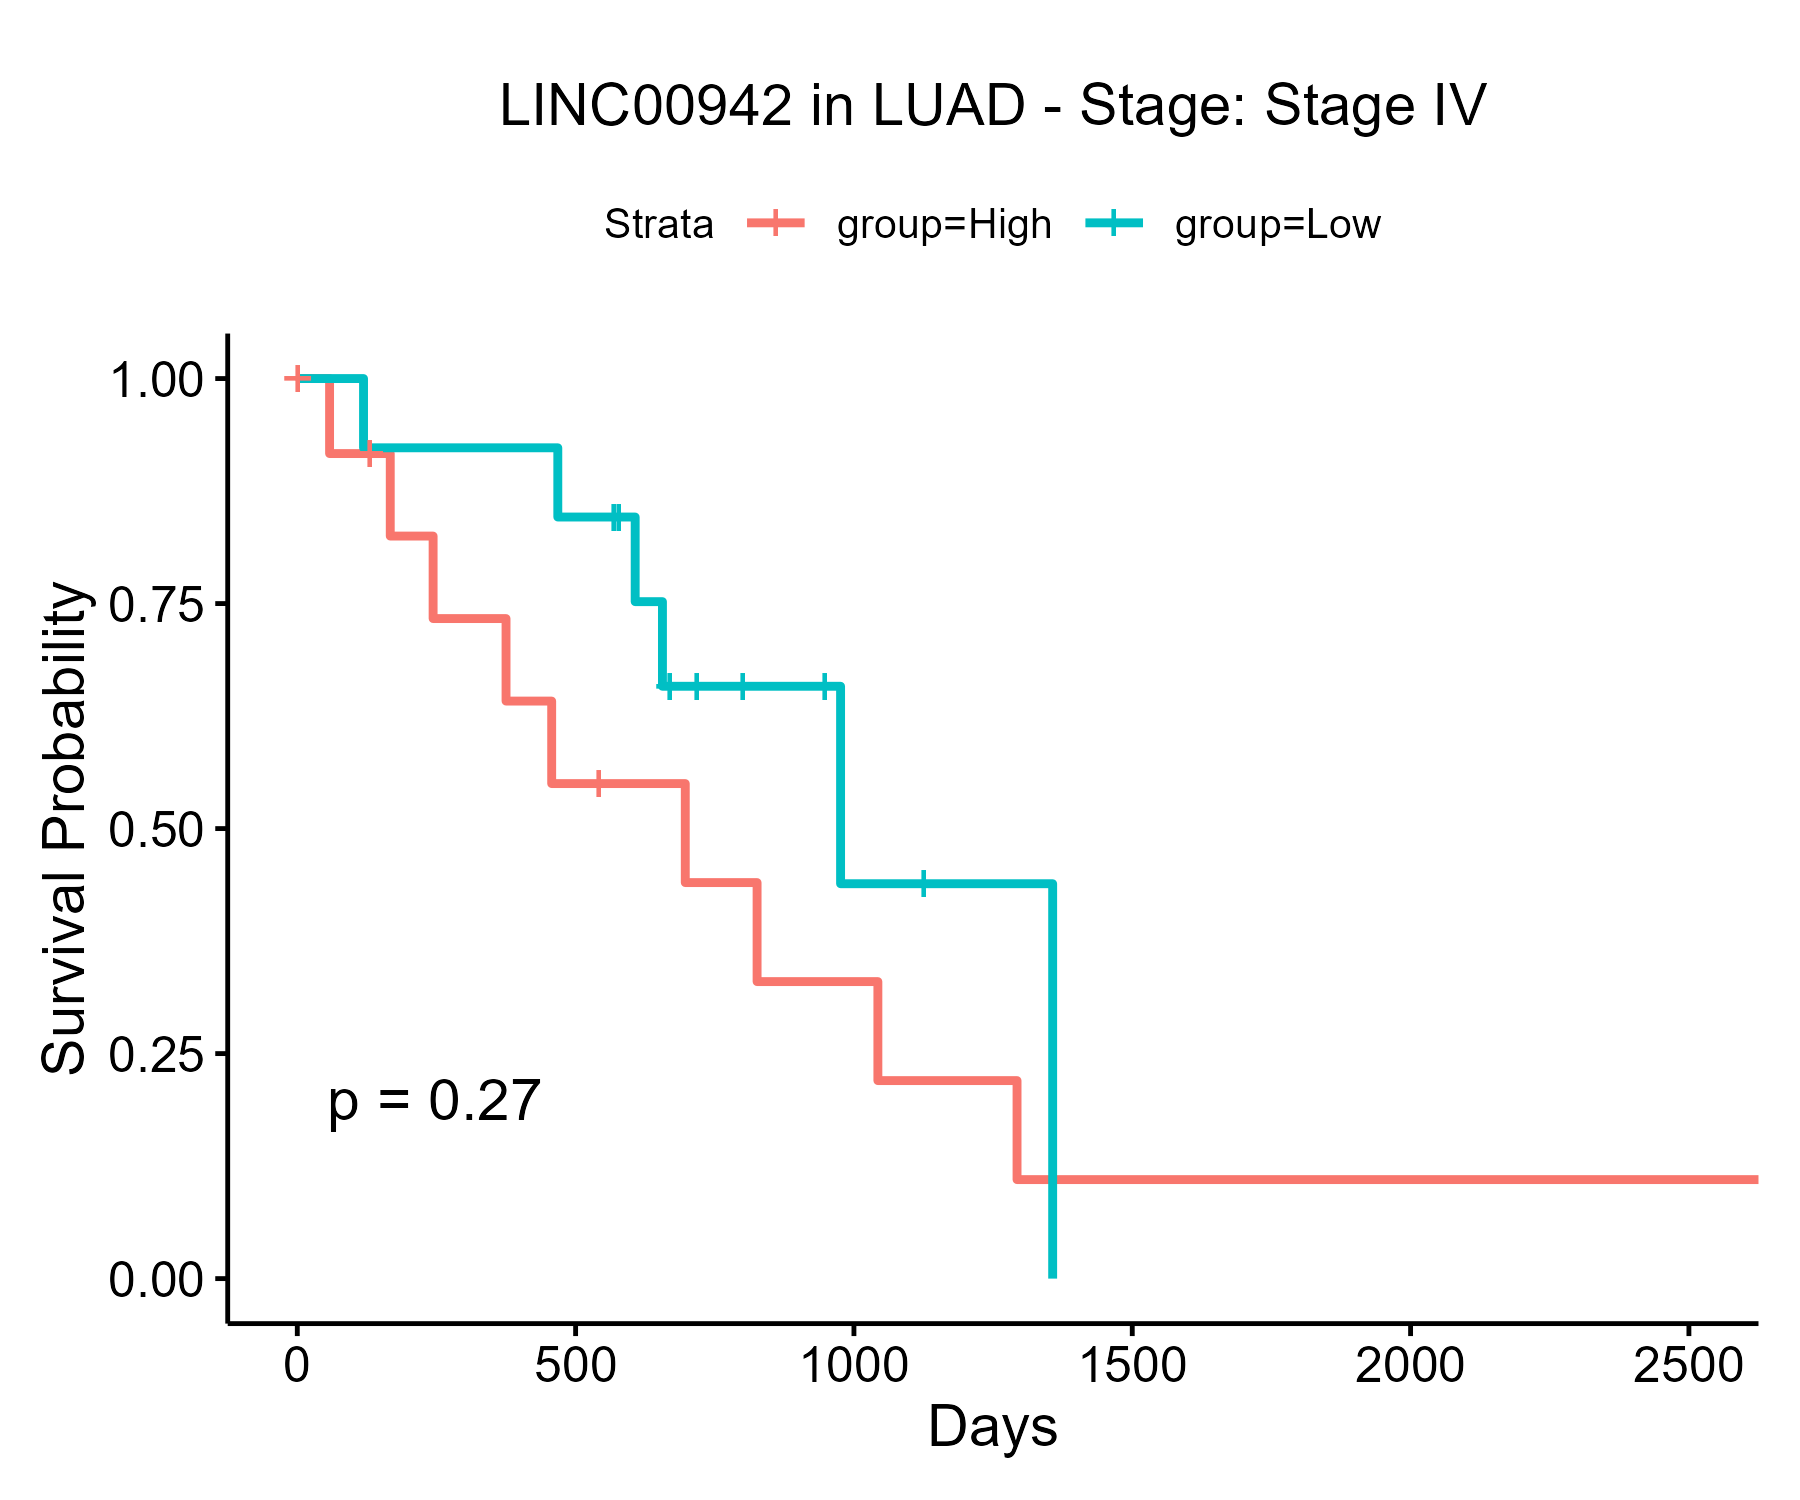 LINC00942 in LUAD - Stage: Stage IV
Strata group=High group=Low
Survival Probability
1.00
0.75
0.50
0.25
0.00
p = 0.27
0 500 1000 1500 2000 2500
Days